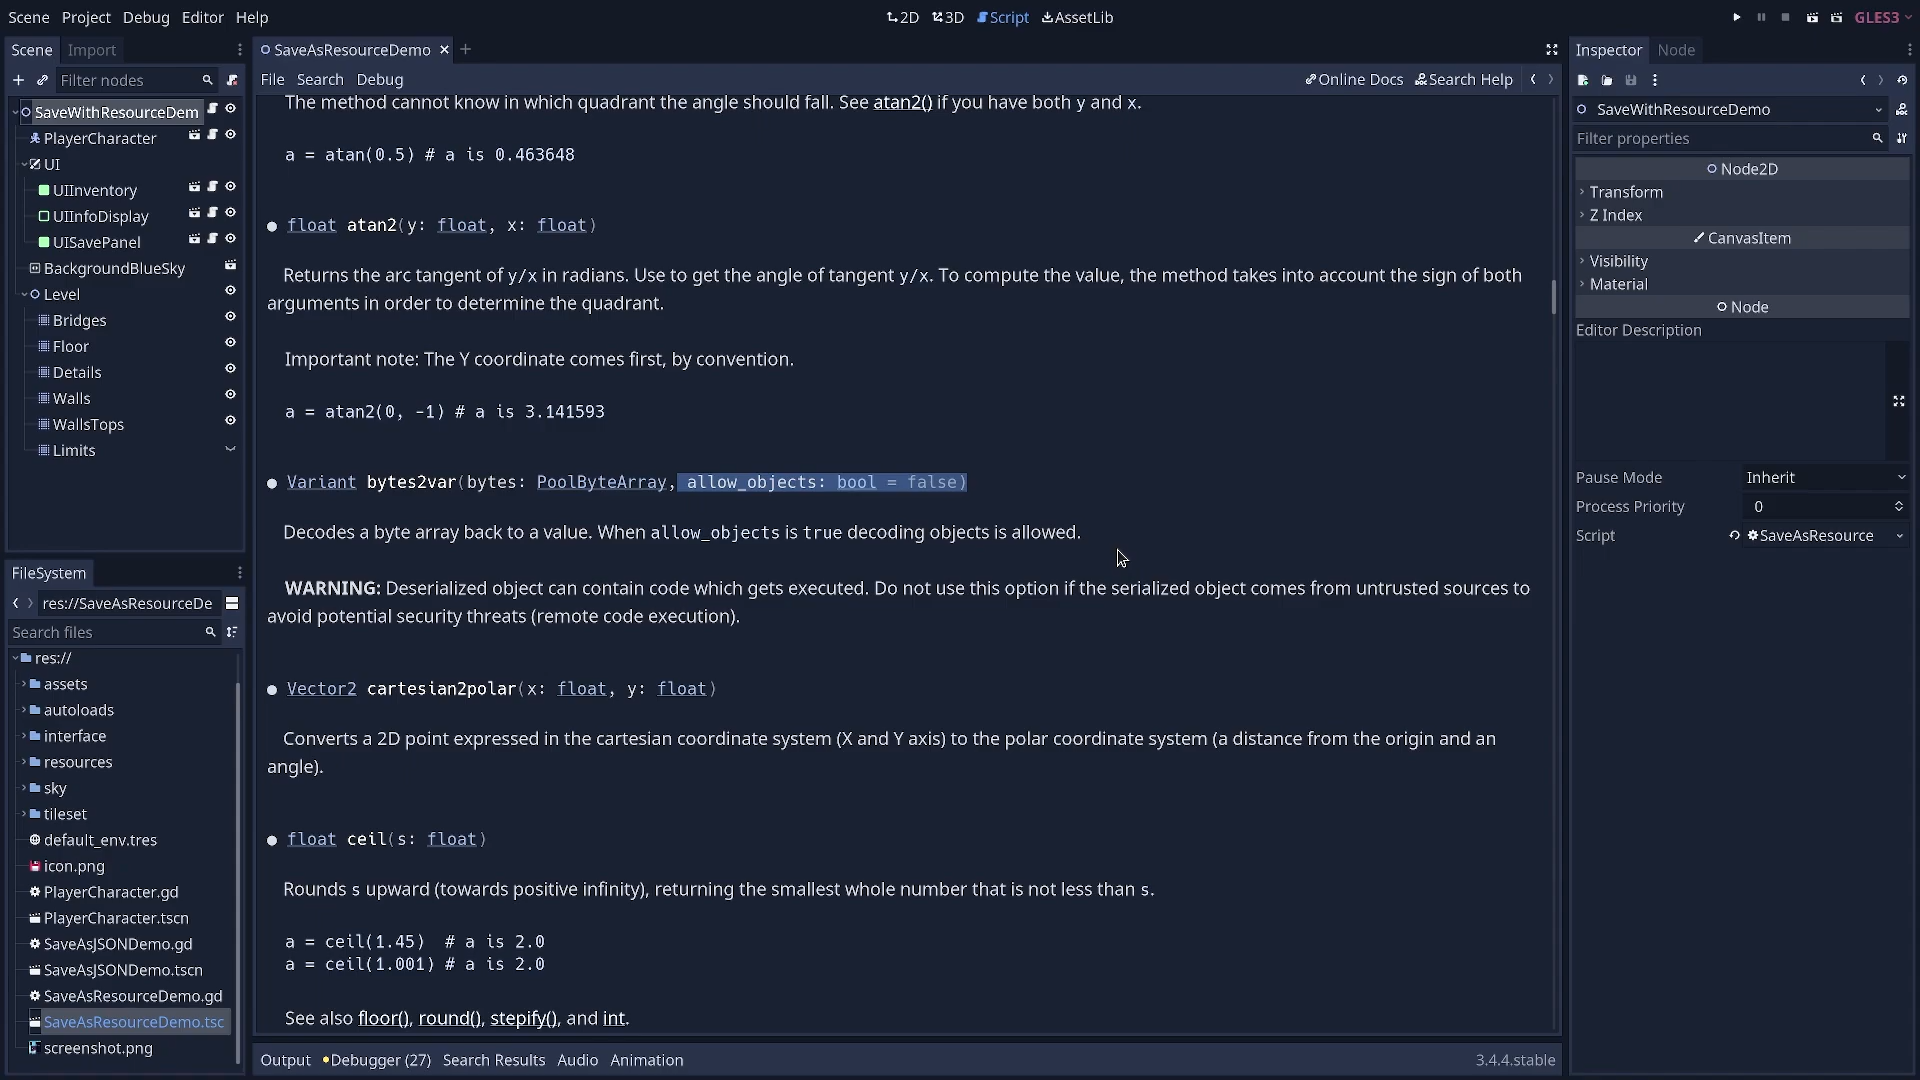 Scene Project Debug Editor Help
2D 3D Script AssetLib
GLES3
Scene Import
Filter nodes
SaveWithResourceDem
PlayerCharacter
UI
UIInventory
UIInfoDisplay
UISavePanel
BackgroundBlueSky
Level
Bridges
Floor
Details
Walls
WallsTops
Limits
FileSystem
res://SaveAsResourceDe
Search files
res://
assets
autoloads
interface
resources
sky
tileset
default_env.tres
icon.png
PlayerCharacter.gd
PlayerCharacter.tscn
SaveAsJSONDemo.gd
SaveAsJSONDemo.tscn
SaveAsResourceDemo.gd
SaveAsResourceDemo.tsc
screenshot.png
SaveAsResourceDemo
File Search Debug
Online Docs Search Help
The method cannot know in which quadrant the angle should fall. See atan2() if you have both y and x.
a = atan(0.5) # a is 0.463648
float atan2(y: float, x: float)
Returns the arc tangent of y/x in radians. Use to get the angle of tangent y/x. To compute the value, the method takes into account the sign of both
arguments in order to determine the quadrant.
Important note: The Y coordinate comes first, by convention.
a = atan2(0, -1) # a is 3.141593
Variant bytes2var(bytes: PoolByteArray, allow_objects: bool = false)
Decodes a byte array back to a value. When allow_objects is true decoding objects is allowed.
WARNING: Deserialized object can contain code which gets executed. Do not use this option if the serialized object comes from untrusted sources to
avoid potential security threats (remote code execution).
Vector2 cartesian2polar(x: float, y: float)
Converts a 2D point expressed in the cartesian coordinate system (X and Y axis) to the polar coordinate system (a distance from the origin and an
angle).
float ceil(s: float)
Rounds s upward (towards positive infinity), returning the smallest whole number that is not less than s.
a = ceil(1.45)  # a is 2.0
a = ceil(1.001) # a is 2.0
See also floor(), round(), stepify(), and int.
Output Debugger (27) Search Results Audio Animation
3.4.4.stable
Inspector Node
SaveWithResourceDemo
Filter properties
Node2D
Transform
Z Index
CanvasItem
Visibility
Material
Node
Editor Description
Pause Mode Inherit
Process Priority 0
Script SaveAsResource